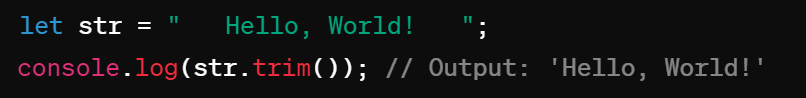 let str = "   Hello, World!   ";
console.log(str.trim()); // Output: 'Hello, World!'